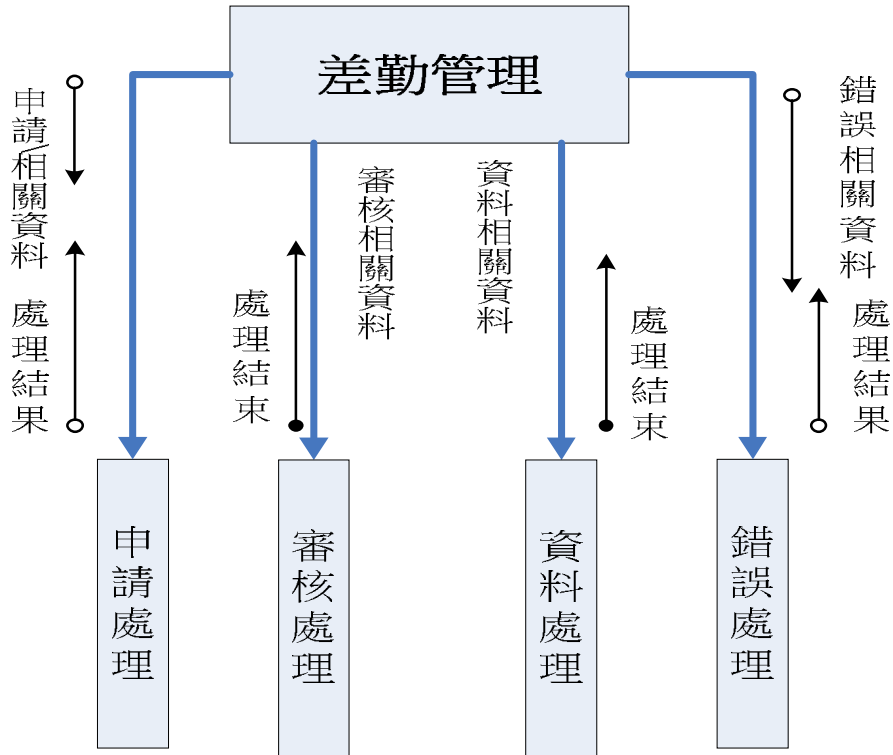 差勤管理
申請/相關資料
處理結果
審核相關資料
處理結束
資料相關資料
處理結束
錯誤相關資料
處理結果
申請處理
審核處理
資料處理
錯誤處理